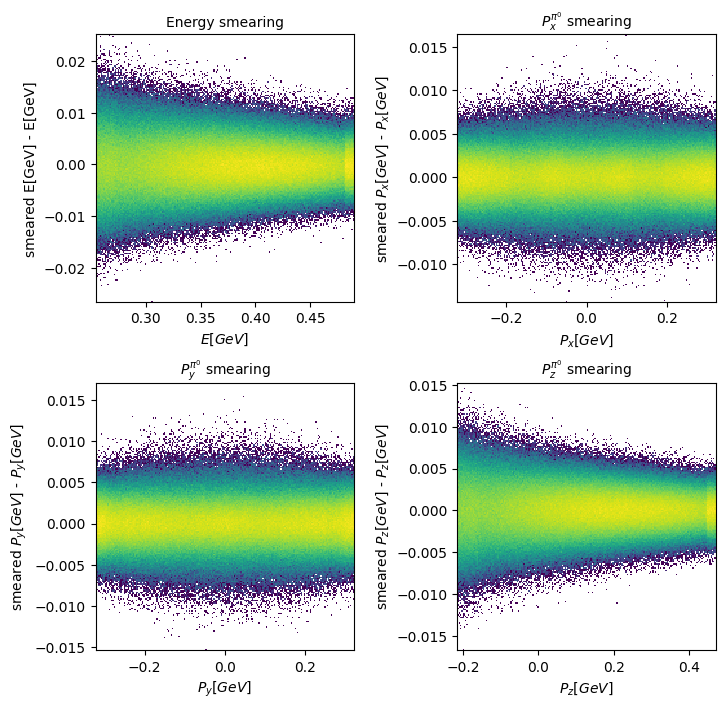 Energy smearing
smeared E[GeV] - E[GeV]
0.02
0.01
0.00
−0.01
−0.02
0.30 0.35 0.40 0.45
E[GeV]
P_x^{π^0} smearing
smeared P_x[GeV] - P_x[GeV]
0.015
0.010
0.005
0.000
−0.005
−0.010
−0.2 0.0 0.2
P_x[GeV]
P_y^{π^0} smearing
smeared P_y[GeV] - P_y[GeV]
0.015
0.010
0.005
0.000
−0.005
−0.010
−0.015
−0.2 0.0 0.2
P_y[GeV]
P_z^{π^0} smearing
smeared P_z[GeV] - P_z[GeV]
0.015
0.010
0.005
0.000
−0.005
−0.010
−0.015
−0.2 0.0 0.2 0.4
P_z[GeV]